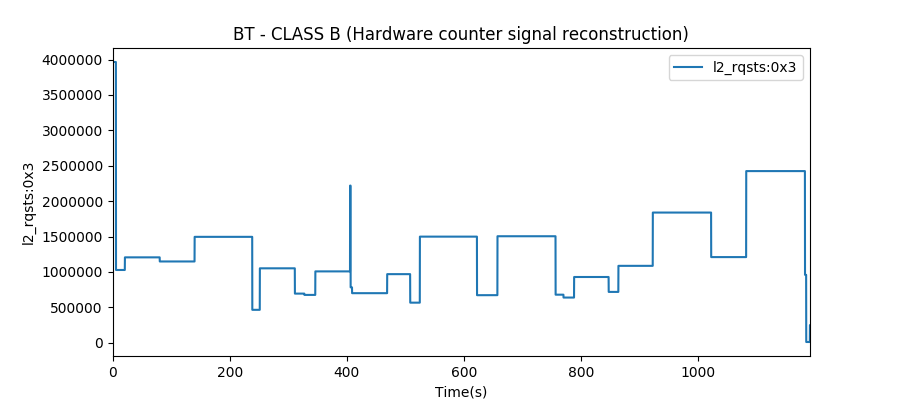 BT - CLASS B (Hardware counter signal reconstruction)
l2_rqsts:0x3
4000000
3500000
3000000
2500000
2000000
1500000
1000000
500000
0
l2_rqsts:0x3
0 200 400 600 800 1000
Time(s)